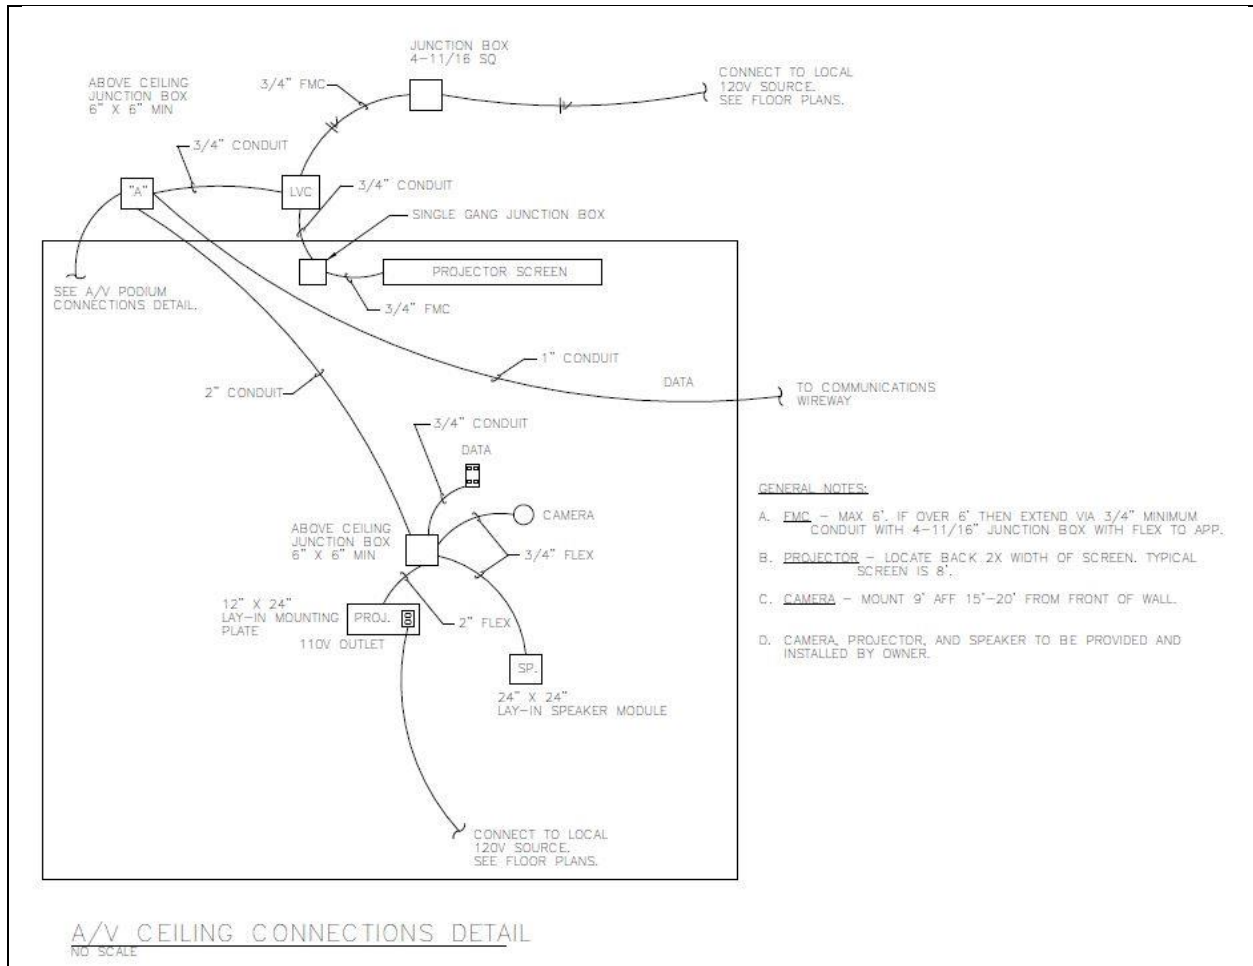 JUNCTION BOX
4-11/16 SQ
CONNECT TO LOCAL
120V SOURCE.
SEE FLOOR PLANS.
ABOVE CEILING
JUNCTION BOX
6" X 6" MIN
3/4" FMC
3/4" CONDUIT
"A"
LVC
3/4" CONDUIT
SINGLE GANG JUNCTION BOX
PROJECTOR SCREEN
SEE A/V PODIUM
CONNECTIONS DETAIL.
3/4" FMC
1" CONDUIT
2" CONDUIT
DATA
TO COMMUNICATIONS
WIREWAY
3/4" CONDUIT
DATA
CAMERA
ABOVE CEILING
JUNCTION BOX
6" X 6" MIN
3/4" FLEX
12" X 24"
LAY-IN MOUNTING
PLATE
PROJ.
2" FLEX
110V OUTLET
SP.
24" X 24"
LAY-IN SPEAKER MODULE
CONNECT TO LOCAL
120V SOURCE.
SEE FLOOR PLANS.
GENERAL NOTES:
A. FMC - MAX 6'. IF OVER 6' THEN EXTEND VIA 3/4" MINIMUM
CONDUIT WITH 4-11/16" JUNCTION BOX WITH FLEX TO APP.
B. PROJECTOR - LOCATE BACK 2X WIDTH OF SCREEN. TYPICAL
SCREEN IS 8'.
C. CAMERA - MOUNT 9' AFF 15'-20' FROM FRONT OF WALL.
D. CAMERA, PROJECTOR, AND SPEAKER TO BE PROVIDED AND
INSTALLED BY OWNER.
A/V CEILING CONNECTIONS DETAIL
NO SCALE